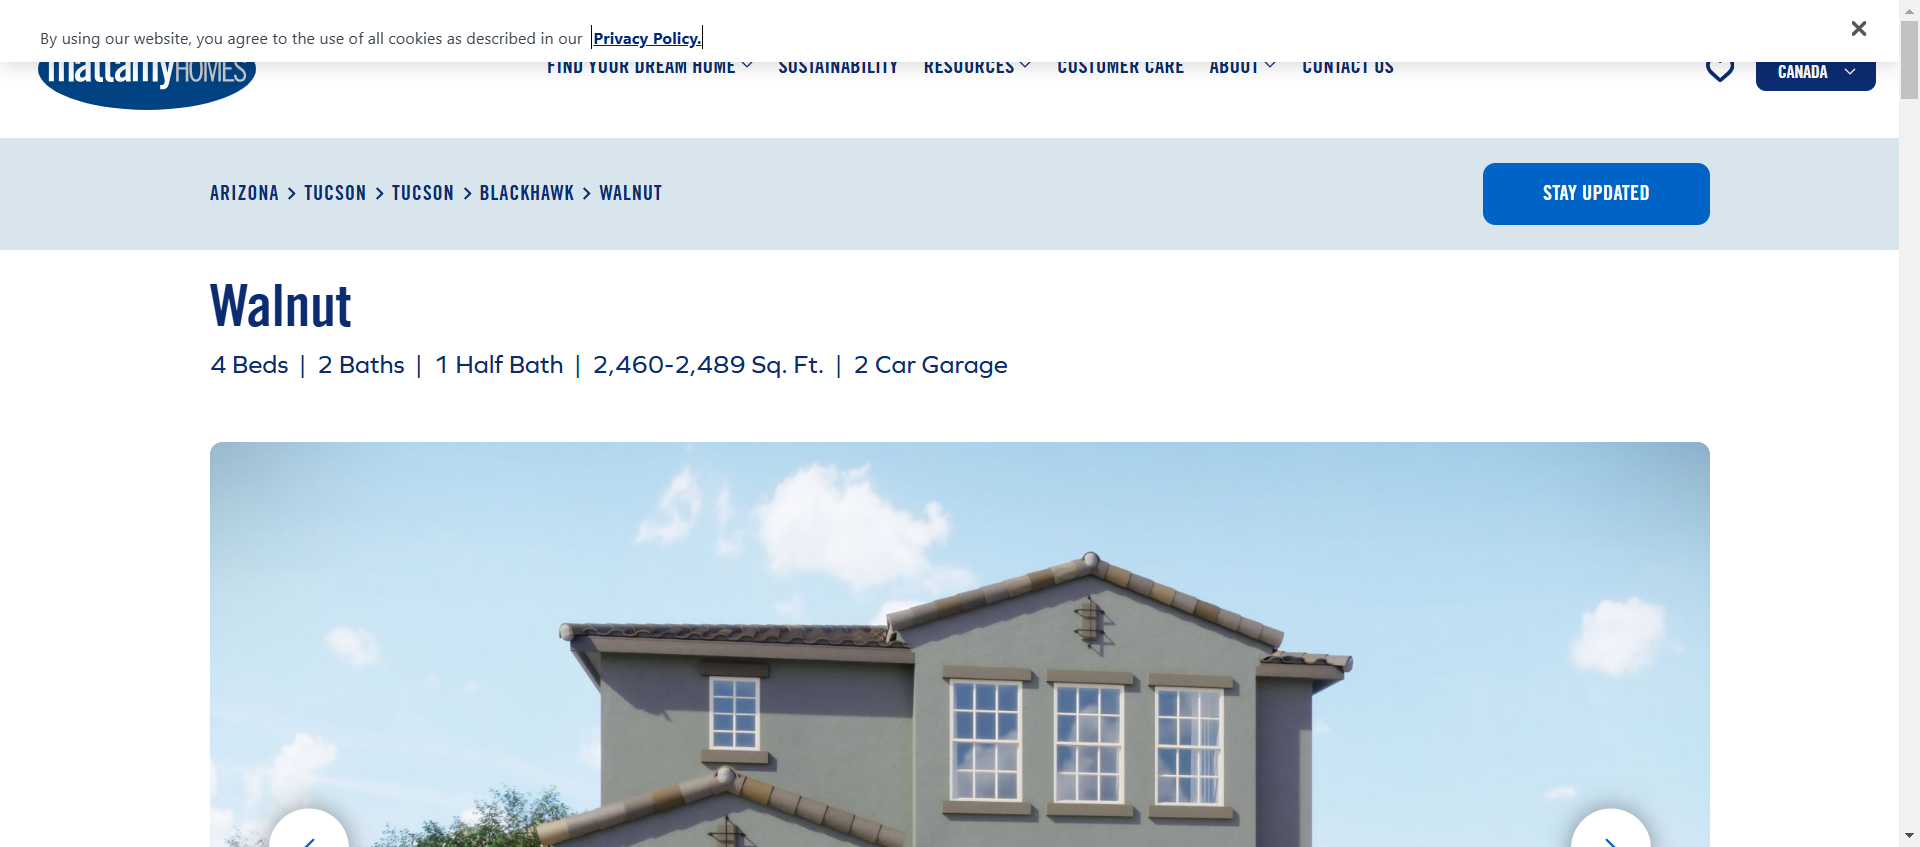 By using our website, you agree to the use of all cookies as described in our Privacy Policy.
mattamyHOMES
FIND YOUR DREAM HOME SUSTAINABILITY RESOURCES CUSTOMER CARE ABOUT CONTACT US
CANADA
ARIZONA > TUCSON > TUCSON > BLACKHAWK > WALNUT
STAY UPDATED
Walnut
4 Beds | 2 Baths | 1 Half Bath | 2,460-2,489 Sq. Ft. | 2 Car Garage